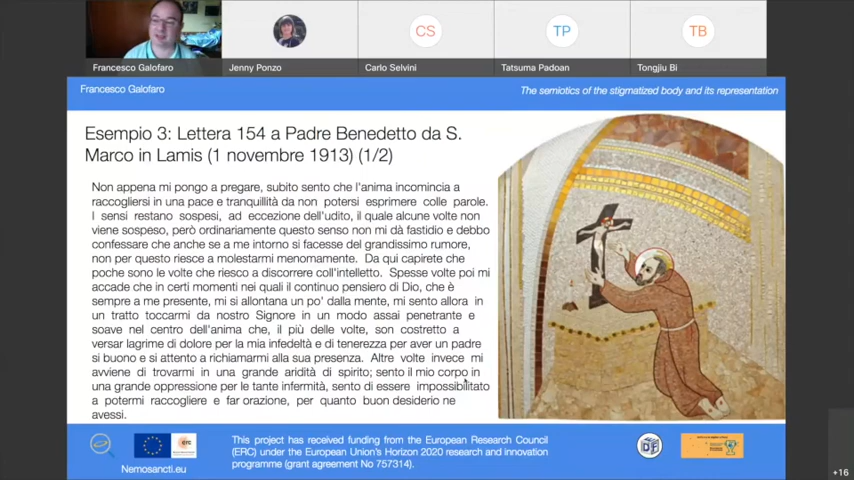 CS
TP
TB
Francesco Galofaro
Jenny Ponzo
Carlo Selvini
Tatsuma Padoan
Tongjiu Bi
Francesco Galofaro
The semiotics of the stigmatized body and its representation
Esempio 3: Lettera 154 a Padre Benedetto da S.
Marco in Lamis (1 novembre 1913) (1/2)
Non appena mi pongo a pregare, subito sento che l'anima incomincia a
raccogliersi in una pace e tranquillità da non potersi esprimere colle parole.
I sensi restano sospesi, ad eccezione dell'udito, il quale alcune volte non
viene sospeso, però ordinariamente questo senso non mi dà fastidio e debbo
confessare che anche se a me intorno si facesse del grandissimo rumore,
non per questo riesce a molestarmi menomamente. Da qui capirete che
poche sono le volte che riesco a discorrere coll'intelletto. Spesse volte poi mi
accade che in certi momenti nei quali il continuo pensiero di Dio, che è
sempre a me presente, mi si allontana un po' dalla mente, mi sento allora in
un tratto toccarmi da nostro Signore in un modo assai penetrante e
soave nel centro dell'anima che, il più delle volte, son costretto a
versar lagrime di dolore per la mia infedeltà e di tenerezza per aver un padre
sì buono e sì attento a richiamarmi alla sua presenza. Altre volte invece mi
avviene di trovarmi in una grande aridità di spirito; sento il mio corpo in
una grande oppressione per le tante infermità, sento di essere impossibilitato
a potermi raccogliere e far orazione, per quanto buon desiderio ne
avessi.
erc
Nemosancti.eu
This project has received funding from the European Research Council
(ERC) under the European Union's Horizon 2020 research and innovation
programme (grant agreement No 757314).
+16